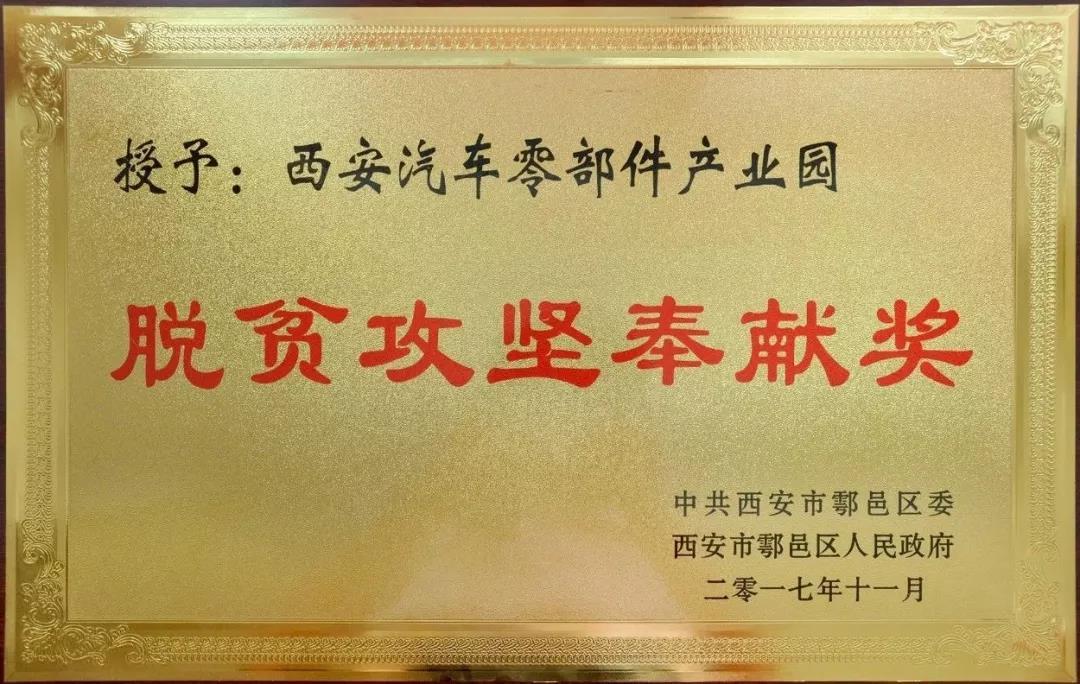 授予：西安汽车零部件产业园
脱贫攻坚奉献奖
中共西安市鄠邑区委
西安市鄠邑区人民政府
二零一七年十一月